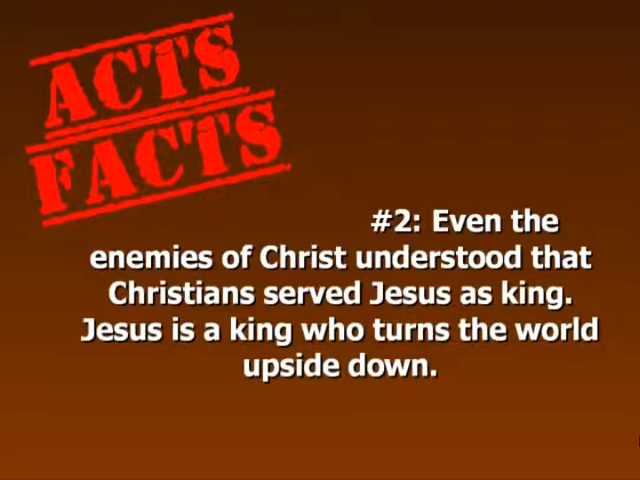 ACTS
FACTS
#2: Even the
enemies of Christ understood that
Christians served Jesus as king.
Jesus is a king who turns the world
upside down.